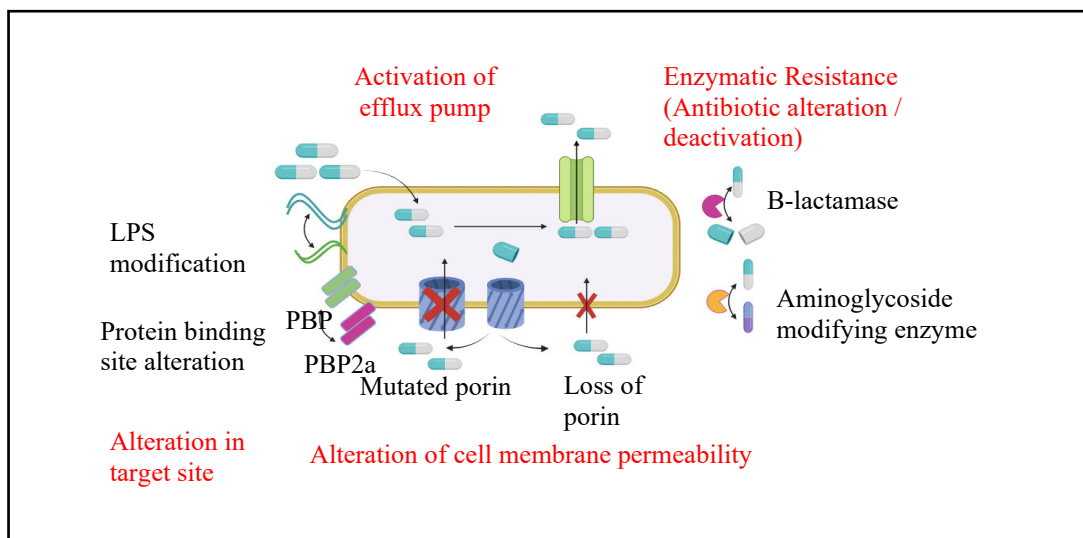 Activation of
efflux pump
Enzymatic Resistance
(Antibiotic alteration /
deactivation)
B-lactamase
LPS
modification
Aminoglycoside
modifying enzyme
Protein binding
site alteration
PBP
PBP2a
Mutated porin
Loss of
porin
Alteration in
target site
Alteration of cell membrane permeability